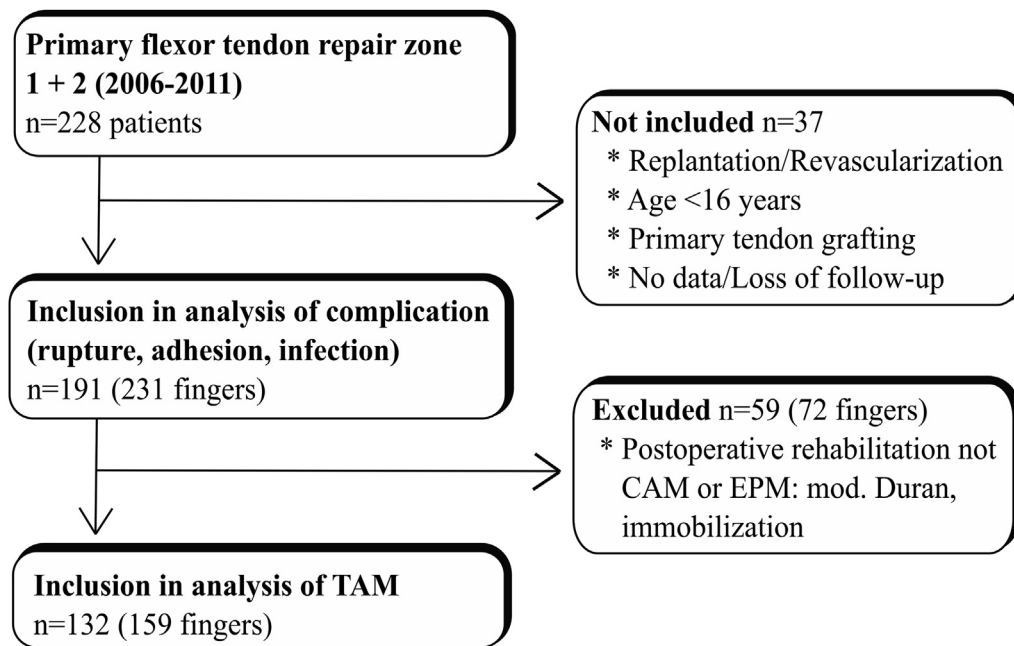 Primary flexor tendon repair zone
1 + 2 (2006-2011)
n=228 patients
Not included n=37
* Replantation/Revascularization
* Age <16 years
* Primary tendon grafting
* No data/Loss of follow-up
Inclusion in analysis of complication
(rupture, adhesion, infection)
n=191 (231 fingers)
Excluded n=59 (72 fingers)
* Postoperative rehabilitation not
CAM or EPM: mod. Duran,
immobilization
Inclusion in analysis of TAM
n=132 (159 fingers)